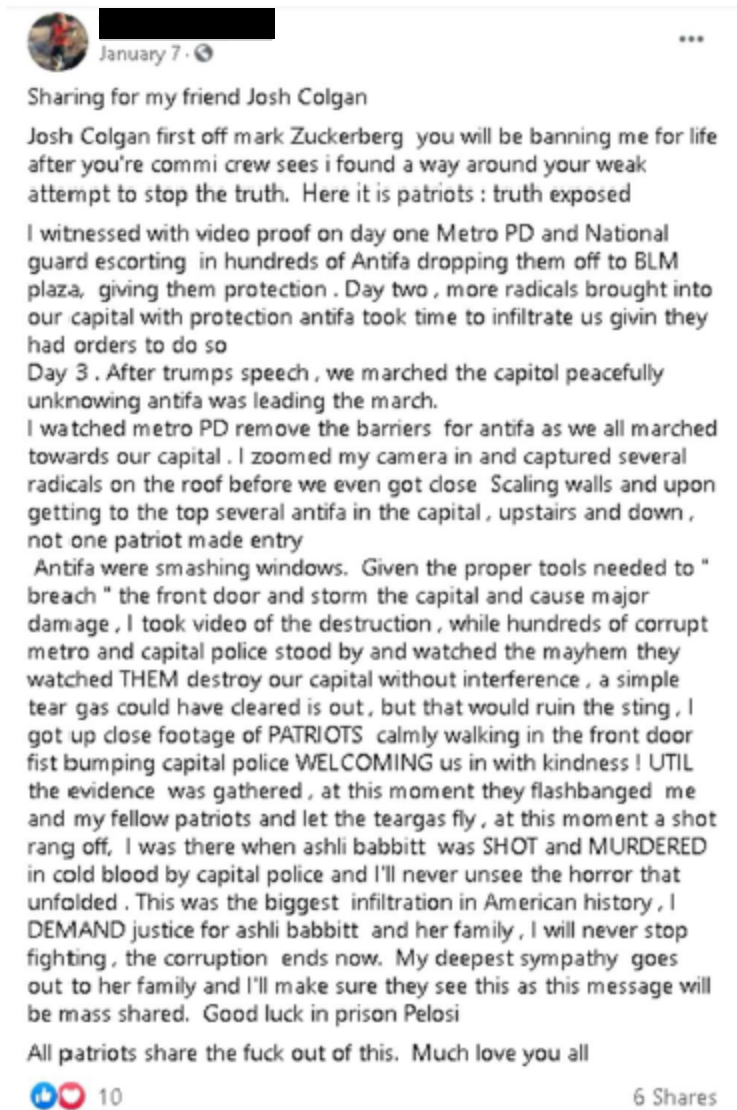 January 7 ·
Sharing for my friend Josh Colgan
Josh Colgan first off mark Zuckerberg you will be banning me for life
after you're commi crew sees i found a way around your weak
attempt to stop the truth. Here it is patriots : truth exposed
I witnessed with video proof on day one Metro PD and National
guard escorting in hundreds of Antifa dropping them off to BLM
plaza, giving them protection . Day two , more radicals brought into
our capital with protection antifa took time to infiltrate us givin they
had orders to do so
Day 3 . After trumps speech , we marched the capitol peacefully
unknowing antifa was leading the march.
I watched metro PD remove the barriers for antifa as we all marched
towards our capital . I zoomed my camera in and captured several
radicals on the roof before we even got close Scaling walls and upon
getting to the top several antifa in the capital , upstairs and down ,
not one patriot made entry
Antifa were smashing windows. Given the proper tools needed to "
breach " the front door and storm the capital and cause major
damage , I took video of the destruction , while hundreds of corrupt
metro and capital police stood by and watched the mayhem they
watched THEM destroy our capital without interference , a simple
tear gas could have cleared is out , but that would ruin the sting , I
got up close footage of PATRIOTS calmly walking in the front door
fist bumping capital police WELCOMING us in with kindness ! UTIL
the evidence was gathered , at this moment they flashbanged me
and my fellow patriots and let the teargas fly , at this moment a shot
rang off, I was there when ashli babbitt was SHOT and MURDERED
in cold blood by capital police and I'll never unsee the horror that
unfolded . This was the biggest infiltration in American history , I
DEMAND justice for ashli babbitt and her family , I will never stop
fighting , the corruption ends now. My deepest sympathy goes
out to her family and I'll make sure they see this as this message will
be mass shared. Good luck in prison Pelosi
All patriots share the fuck out of this. Much love you all
10
6 Shares